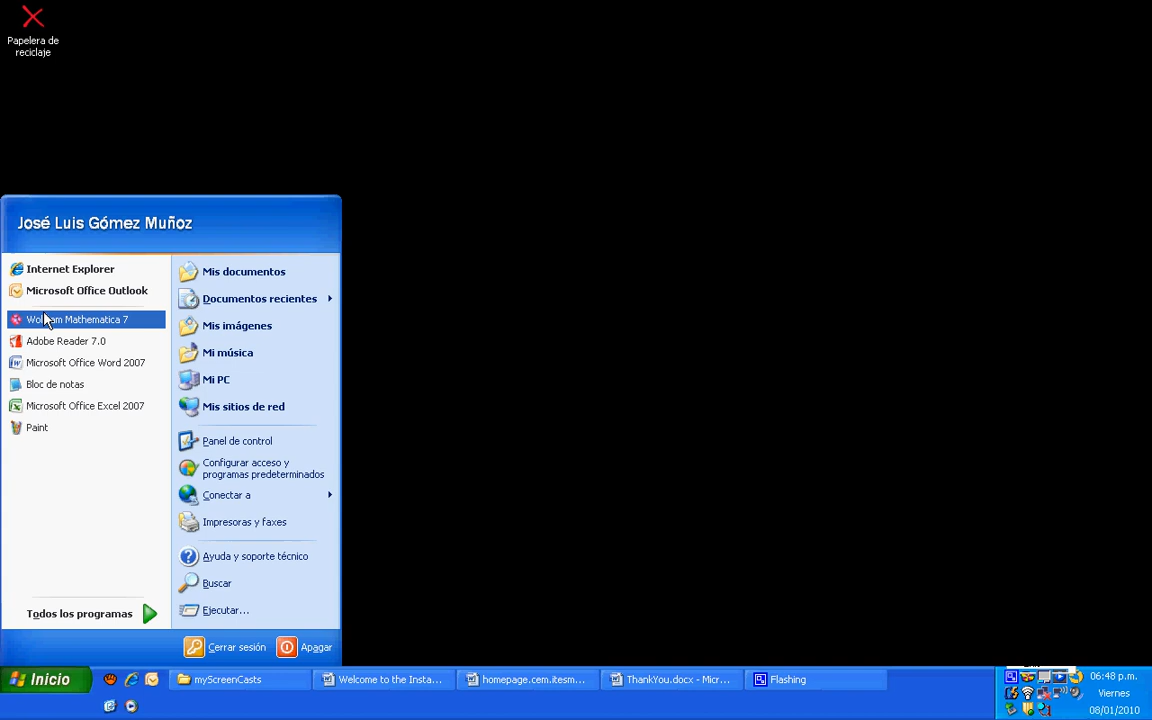 Papelera de
reciclaje
José Luis Gómez Muñoz
Internet Explorer
Microsoft Office Outlook
Wolfram Mathematica 7
Adobe Reader 7.0
Microsoft Office Word 2007
Bloc de notas
Microsoft Office Excel 2007
Paint
Todos los programas
Mis documentos
Documentos recientes
Mis imágenes
Mi música
Mi PC
Mis sitios de red
Panel de control
Configurar acceso y
programas predeterminados
Conectar a
Impresoras y faxes
Ayuda y soporte técnico
Buscar
Ejecutar...
Cerrar sesión
Apagar
Inicio
myScreenCasts
Welcome to the Insta...
homepage.cem.itesm...
ThankYou.docx - Micr...
Flashing
06:48 p.m.
Viernes
08/01/2010